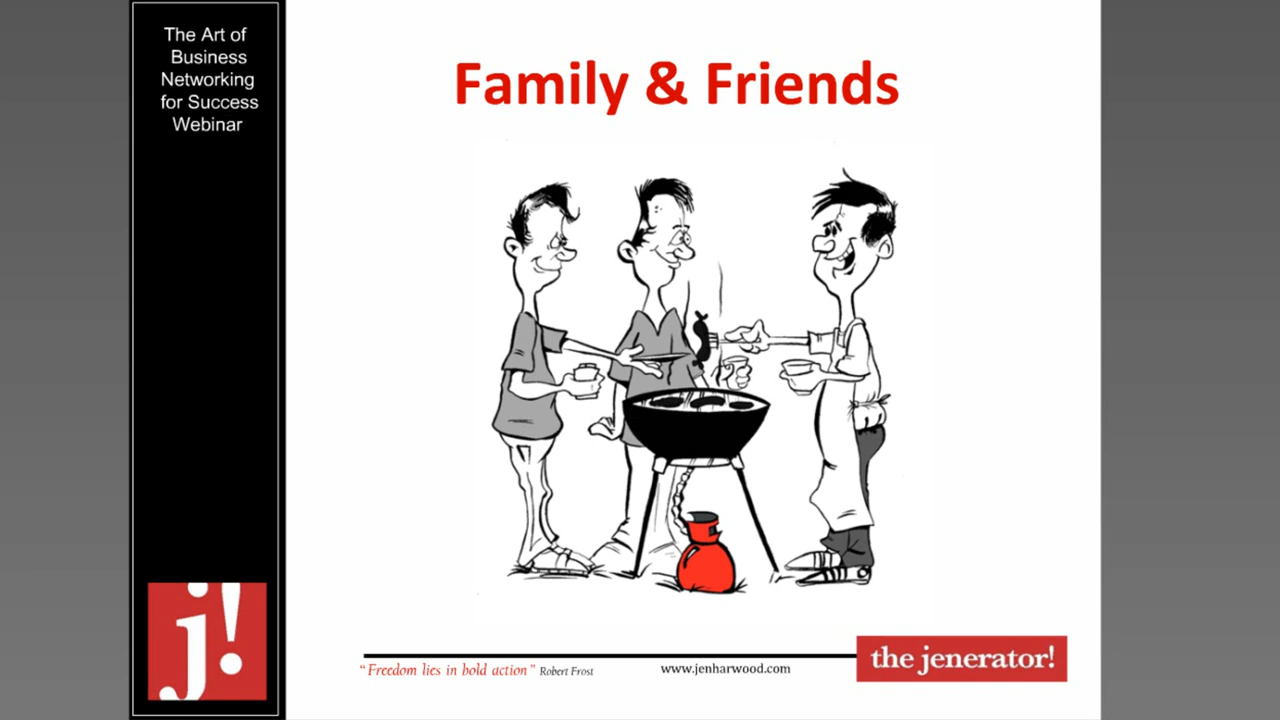 The Art of
Business
Networking
for Success
Webinar
j!
Family & Friends
“Freedom lies in bold action” Robert Frost
www.jenharwood.com
the jenerator!